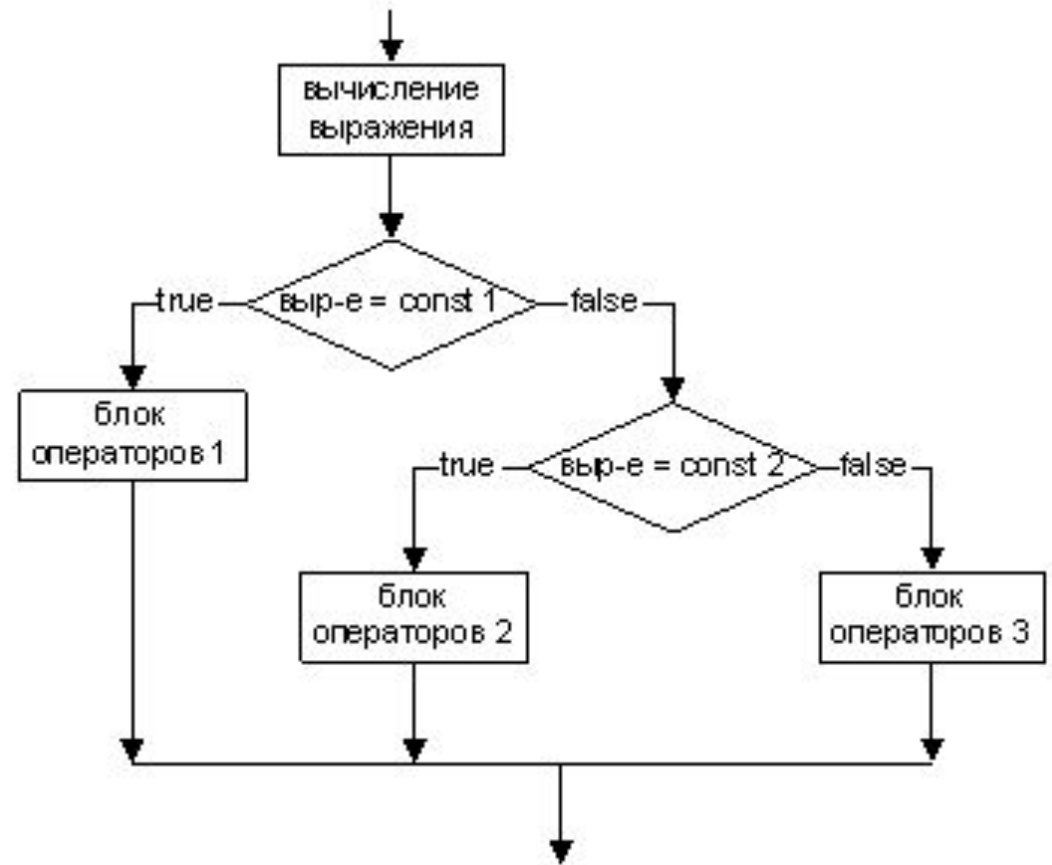 вычисление
выражения
true
выр-е = const 1
false
блок
операторов 1
true
выр-е = const 2
false
блок
операторов 2
блок
операторов 3